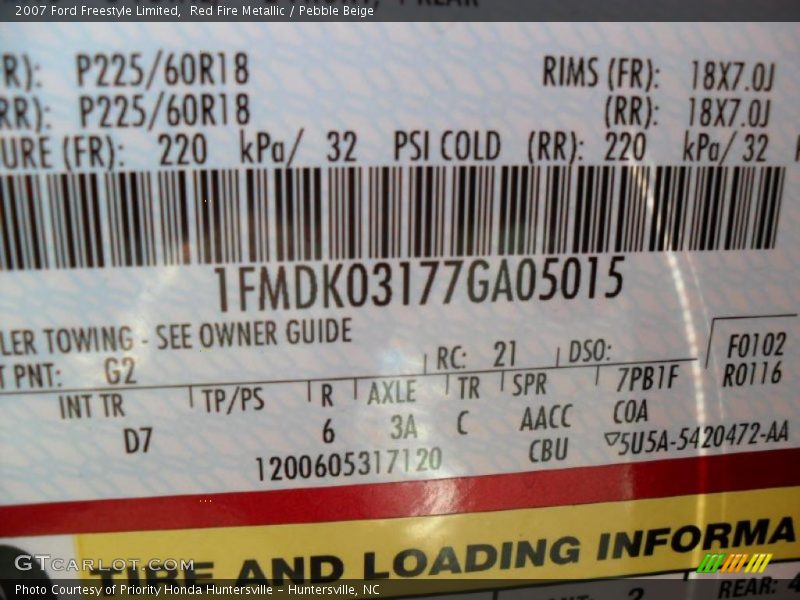 2007 Ford Freestyle Limited, Red Fire Metallic / Pebble Beige
R): P225/60R18 RIMS (FR): 18X7.0J
RR): P225/60R18 (RR): 18X7.0J
URE (FR): 220 kPa/ 32 PSI COLD (RR): 220 kPa/ 32
1FMDK03177GA05015
LER TOWING - SEE OWNER GUIDE
T PNT: G2 RC: 21 DSO: F0102
R0116
INT TR TP/PS R AXLE TR SPR 7PB1F
D7 6 3A C AACC COA
1200605317120 CBU ▽5U5A-5420472-AA
TIRE AND LOADING INFORMA
GTCarLot.com
REAR:
Photo Courtesy of Priority Honda Huntersville - Huntersville, NC